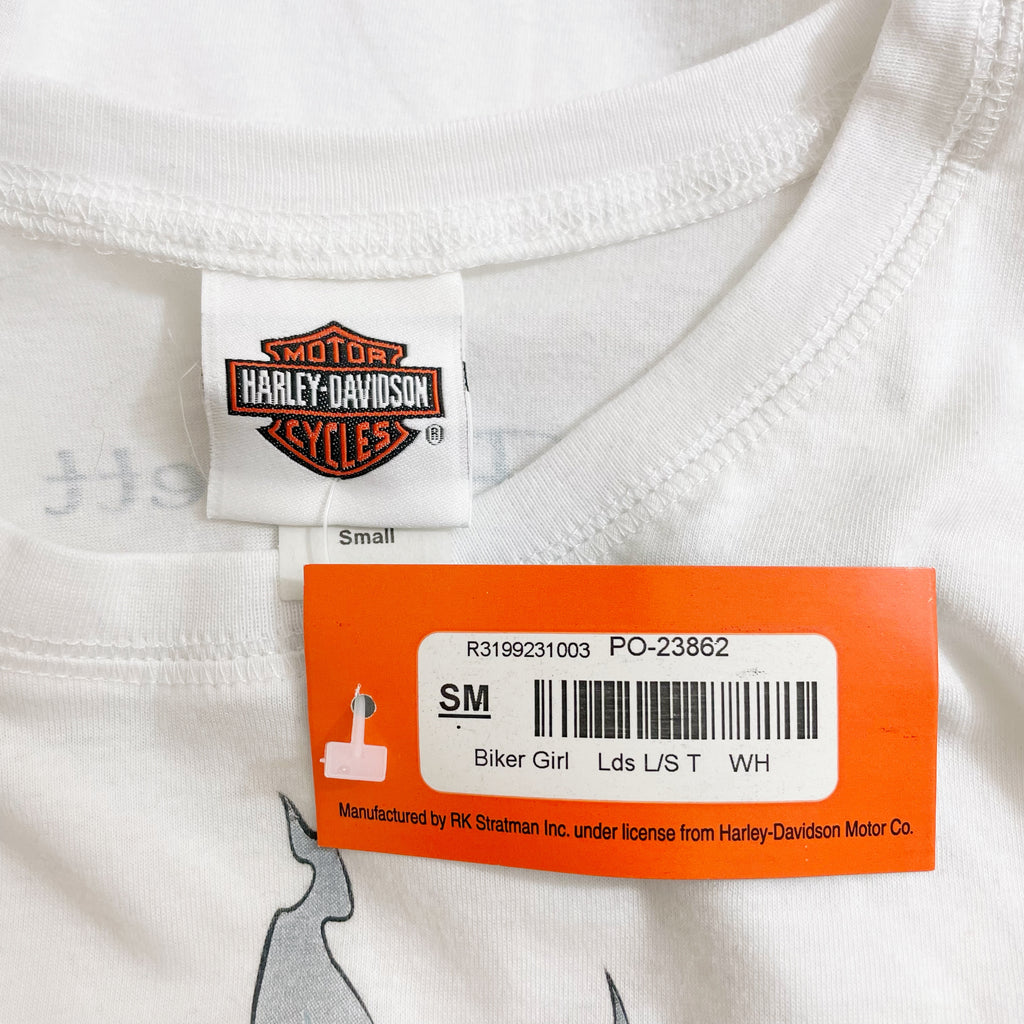 MOTOR
HARLEY-DAVIDSON
CYCLES
®
Small
R3199231003 PO-23862
SM
Biker Girl Lds L/S T WH
Manufactured by RK Stratman Inc. under license from Harley-Davidson Motor Co.